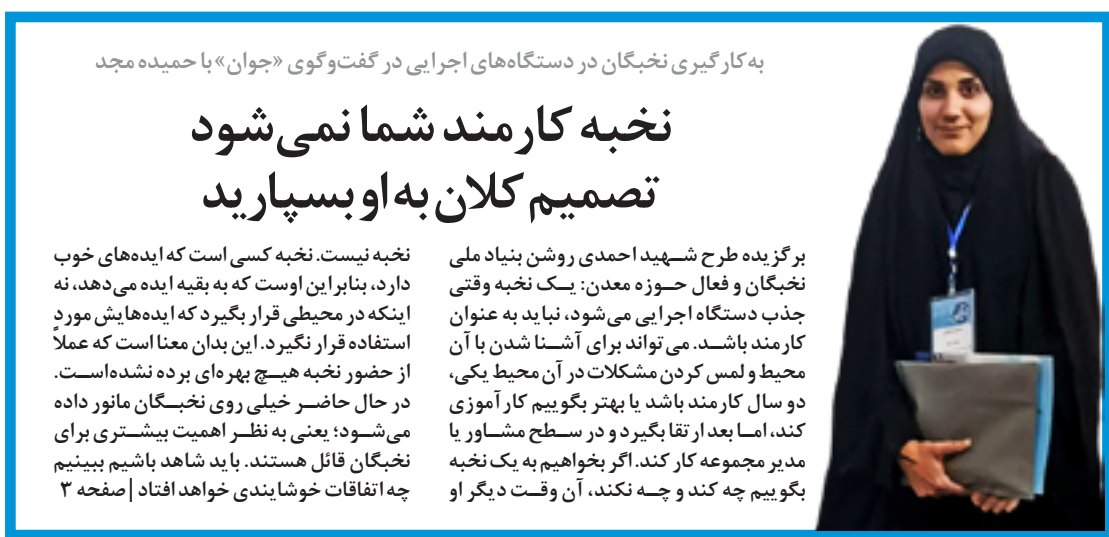 به‌کارگیری نخبگان در دستگاه‌های اجرایی در گفت‌وگوی «جوان» با حمیده مجد
نخبه کارمند شما نمی‌شود
تصمیم کلان به او بسپارید
برگزیده طرح شهید احمدی روشن بنیاد ملی
نخبگان و فعال حوزه معدن: یک نخبه وقتی
جذب دستگاه اجرایی می‌شود، نباید به عنوان
کارمند باشد. می‌تواند برای آشنا شدن با آن
محیط و لمس کردن مشکلات در آن محیط یکی،
دو سال کارمند باشد یا بهتر بگوییم کارآموزی
کند، اما بعد ارتقا بگیرد و در سطح مشاور یا
مدیر مجموعه کار کند. اگر بخواهیم به یک نخبه
بگوییم چه کند و چه نکند، آن وقت دیگر او
نخبه نیست. نخبه کسی است که ایده‌های خوب
دارد، بنابراین اوست که به بقیه ایده می‌دهد، نه
اینکه در محیطی قرار بگیرد که ایده‌هایش مورد
استفاده قرار نگیرد. این بدان معنا است که عملاً
از حضور نخبه هیچ بهره‌ای برده نشده‌است.
در حال حاضر خیلی روی نخبگان مانور داده
می‌شود؛ یعنی به نظر اهمیت بیشتری برای
نخبگان قائل هستند. باید شاهد باشیم ببینیم
چه اتفاقات خوشایندی خواهد افتاد | صفحه ۳